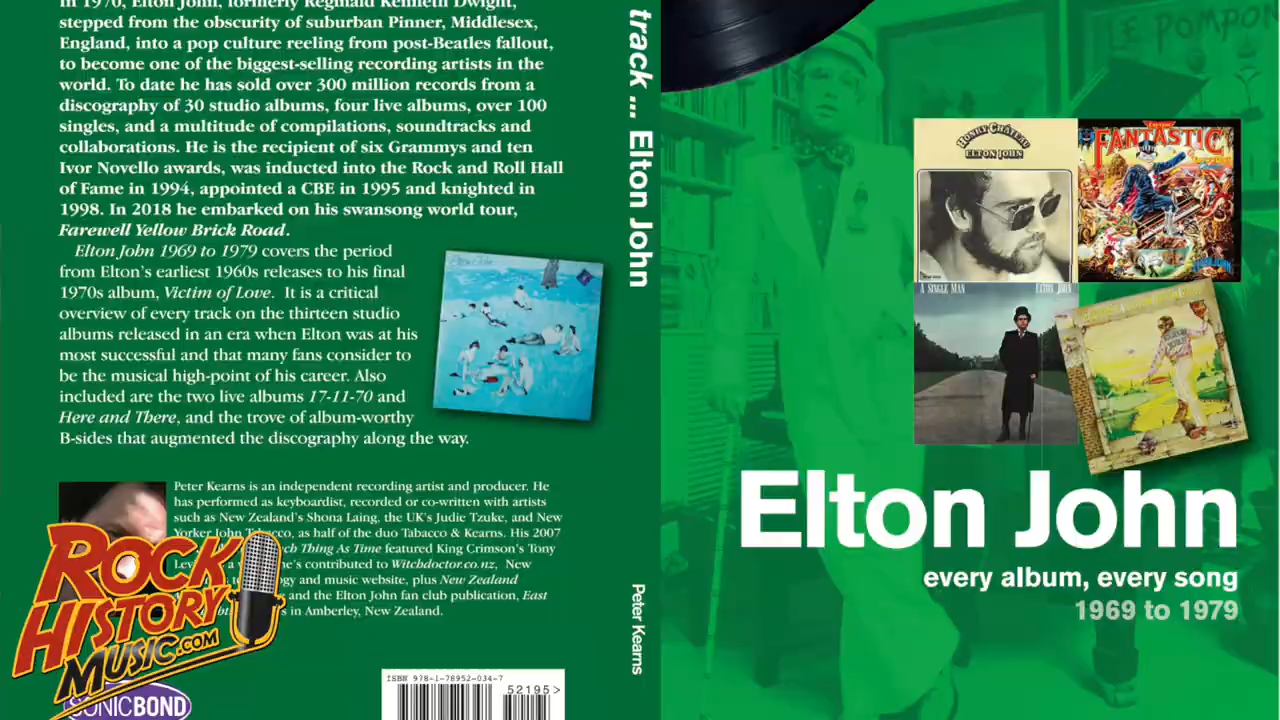 In 1970, Elton John, formerly Reginald Kenneth Dwight,
stepped from the obscurity of suburban Pinner, Middlesex,
England, into a pop culture reeling from post-Beatles fallout,
to become one of the biggest-selling recording artists in the
world. To date he has sold over 300 million records from a
discography of 30 studio albums, four live albums, over 100
singles, and a multitude of compilations, soundtracks and
collaborations. He is the recipient of six Grammys and ten
Ivor Novello awards, was inducted into the Rock and Roll Hall
of Fame in 1994, appointed a CBE in 1995 and knighted in
1998. In 2018 he embarked on his swansong world tour,
Farewell Yellow Brick Road.
Elton John 1969 to 1979 covers the period
from Elton's earliest 1960s releases to his final
1970s album, Victim of Love. It is a critical
overview of every track on the thirteen studio
albums released in an era when Elton was at his
most successful and that many fans consider to
be the musical high-point of his career. Also
included are the two live albums 17-11-70 and
Here and There, and the trove of album-worthy
B-sides that augmented the discography along the way.
Peter Kearns is an independent recording artist and producer. He
has performed as keyboardist, recorded or co-written with artists
such as New Zealand's Shona Laing, the UK's Judie Tzuke, and New
Yorker John Tabacco, as half of the duo Tabacco & Kearns. His 2007
Thing As Time featured King Crimson's Tony
he's contributed to Witchdoctor.co.nz, New
and music website, plus New Zealand
and the Elton John fan club publication, East
in Amberley, New Zealand.
ROCK
HISTORY
MUSIC.COM
SONICBOND
ISBN 978-1-78952-034-7
52195>
track ... Elton John
Peter Kearns
LE POMPON
HONKY CHÂTEAU
ELTON JOHN
FANTASTIC
A SINGLE MAN
ELTON JOHN
Elton John
every album, every song
1969 to 1979